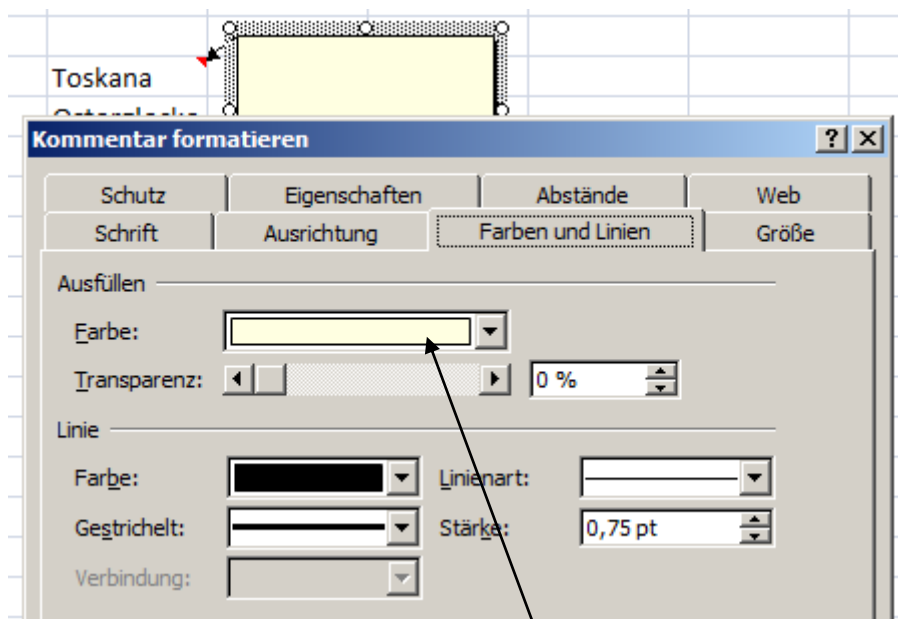 Toskana
Osterglocke
Kommentar formatieren
Schutz Eigenschaften Abstände Web
Schrift Ausrichtung Farben und Linien Größe
Ausfüllen
Farbe:
Transparenz: 0 %
Linie
Farbe: Linienart:
Gestrichelt: Stärke: 0,75 pt
Verbindung: